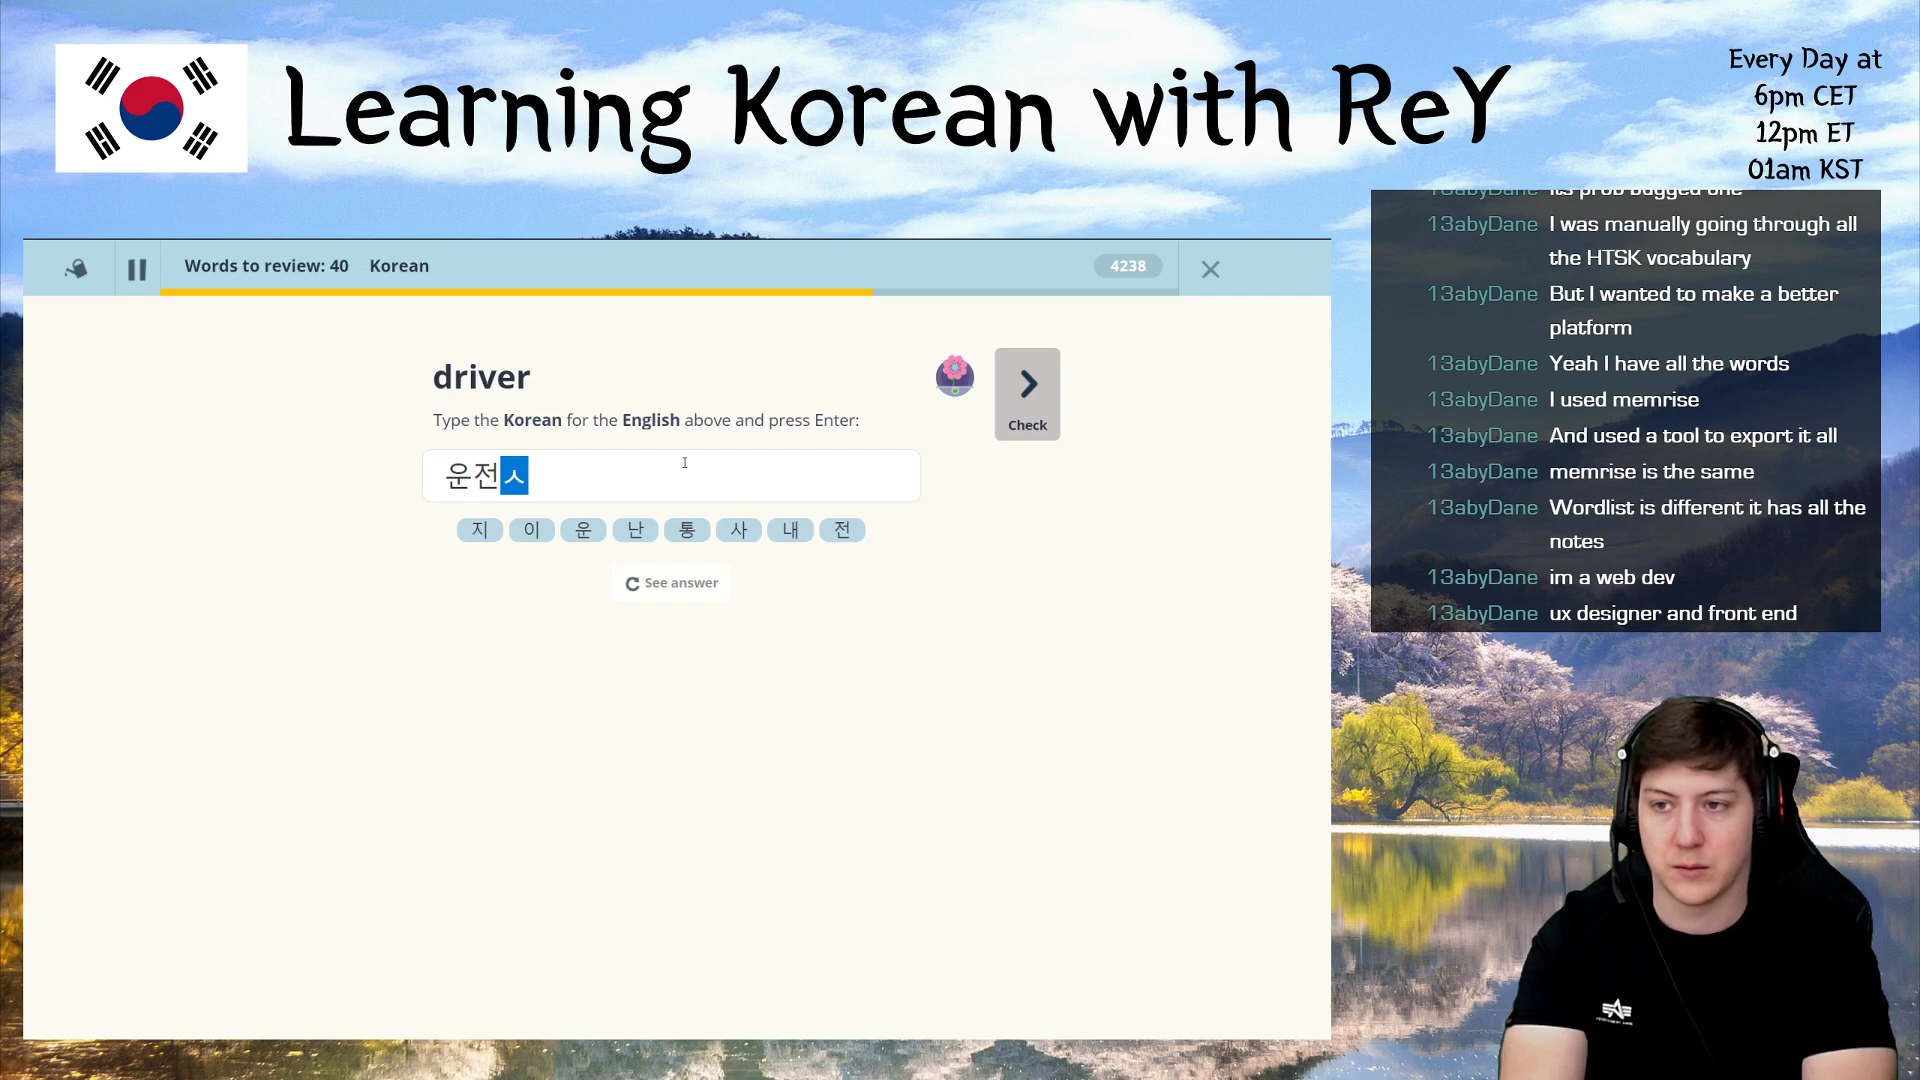 Learning Korean with ReY
Every Day at
6pm CET
12pm ET
01am KST
Words to review: 40 Korean
4238
driver
Type the Korean for the English above and press Enter:
운전ㅅ
Check
지 이 운 난 통 사 내 전
See answer
13abyDane its prob bugged one
13abyDane I was manually going through all
the HTSK vocabulary
13abyDane But I wanted to make a better
platform
13abyDane Yeah I have all the words
13abyDane I used memrise
13abyDane And used a tool to export it all
13abyDane memrise is the same
13abyDane Wordlist is different it has all the
notes
13abyDane im a web dev
13abyDane ux designer and front end